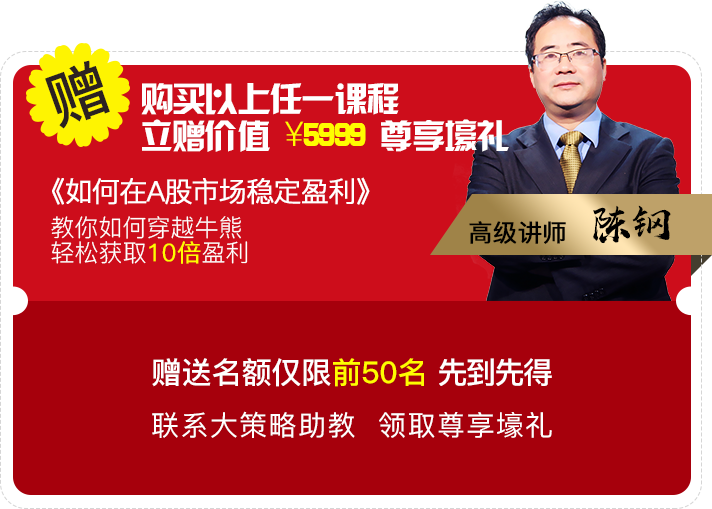 赠
购买以上任一课程
立赠价值 ¥5999 尊享壕礼
《如何在A股市场稳定盈利》
教你如何穿越牛熊
轻松获取10倍盈利
高级讲师 陈钢
赠送名额仅限前50名 先到先得
联系大策略助教 领取尊享壕礼